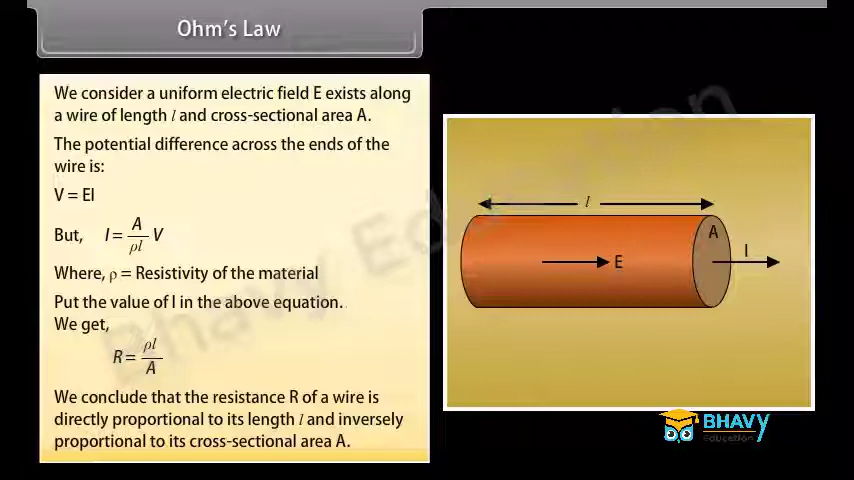 Ohm's Law
We consider a uniform electric field E exists along
a wire of length l and cross-sectional area A.
The potential difference across the ends of the
wire is:
V = El
But, I = A/ρl V
Where, ρ = Resistivity of the material
Put the value of I in the above equation.
We get,
R = ρl/A
We conclude that the resistance R of a wire is
directly proportional to its length l and inversely
proportional to its cross-sectional area A.
l
A
I
E
Bhavy Education
BHAVY
Education